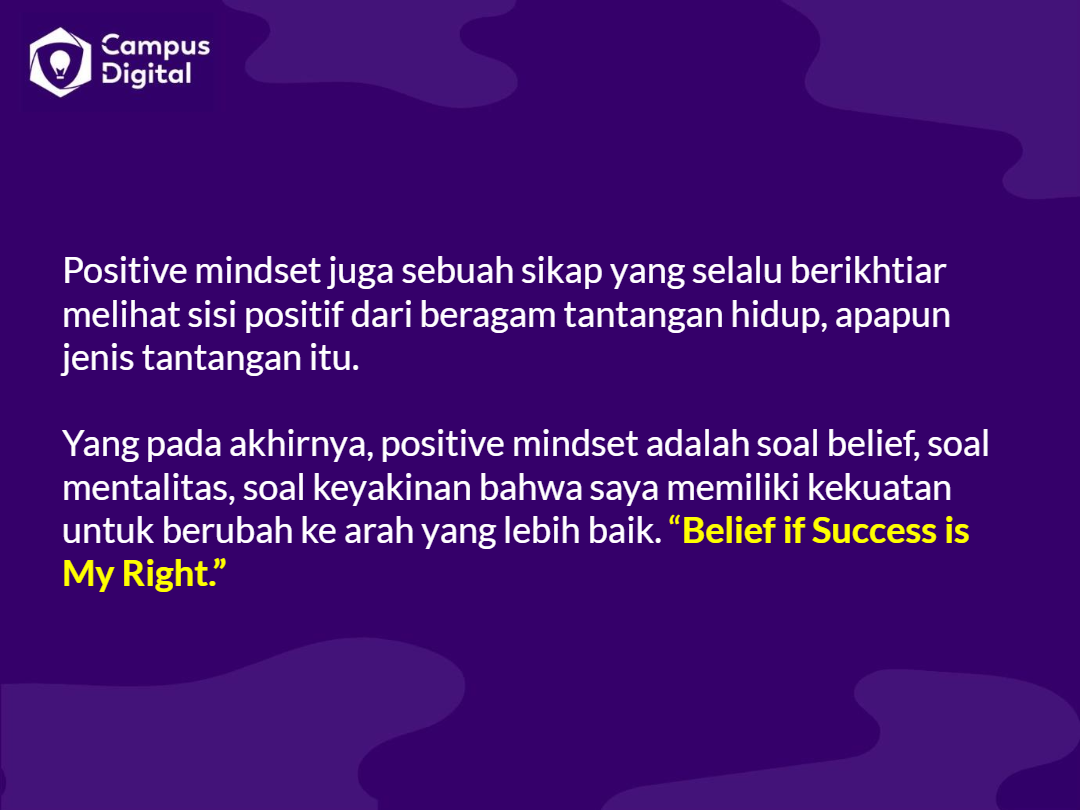 Campus
Digital
Positive mindset juga sebuah sikap yang selalu berikhtiar
melihat sisi positif dari beragam tantangan hidup, apapun
jenis tantangan itu.
Yang pada akhirnya, positive mindset adalah soal belief, soal
mentalitas, soal keyakinan bahwa saya memiliki kekuatan
untuk berubah ke arah yang lebih baik. “Belief if Success is
My Right.”